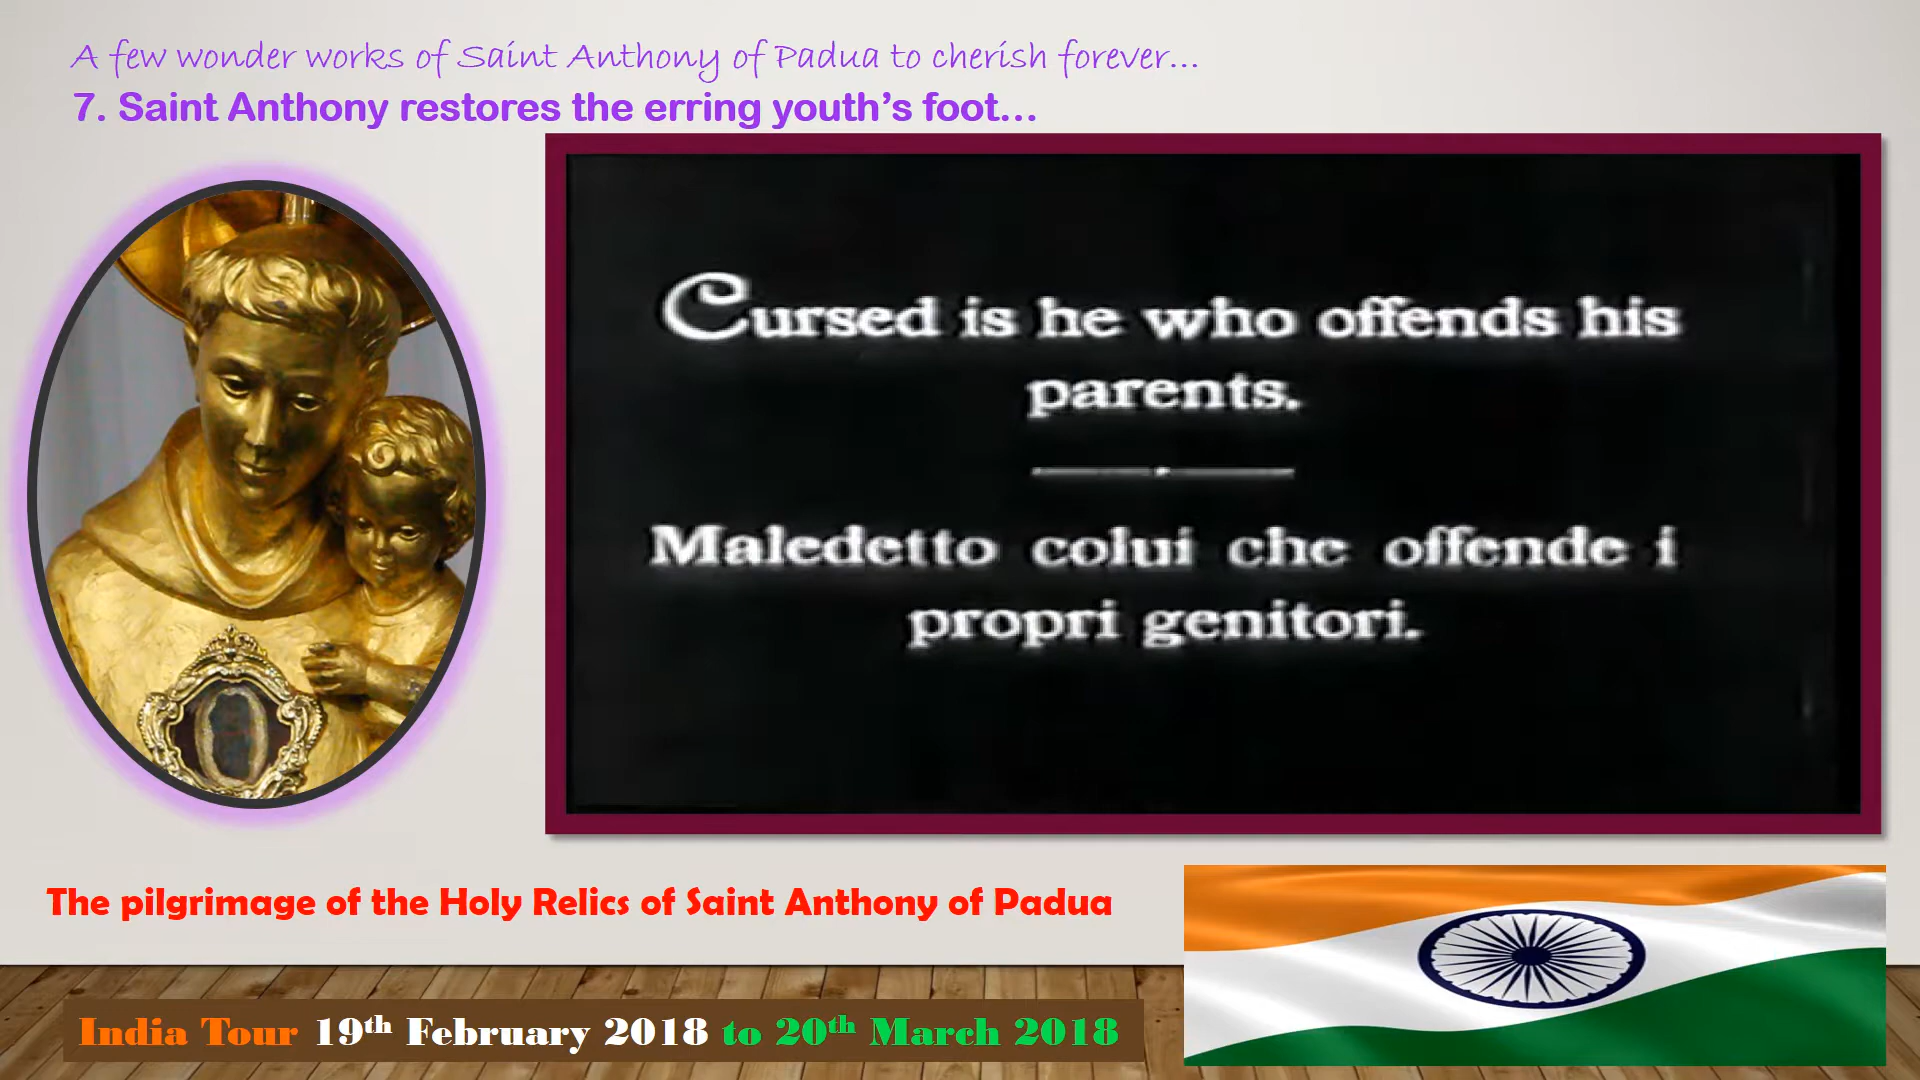 A few wonder works of Saint Anthony of Padua to cherish forever...
7. Saint Anthony restores the erring youth's foot...
Cursed is he who offends his
parents.
Maledetto colui che offende i
propri genitori.
The pilgrimage of the Holy Relics of Saint Anthony of Padua
India Tour 19th February 2018 to 20th March 2018